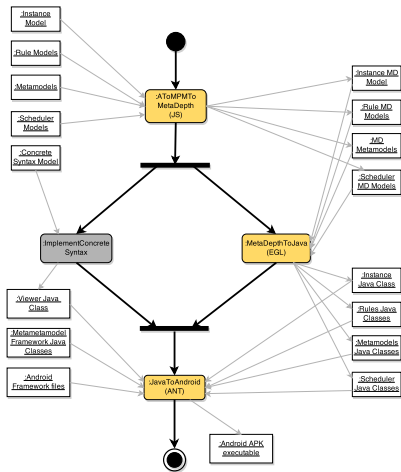 :Instance
Model
:Rule Models
:Metamodels
:Scheduler
Models
:Concrete
Syntax Model
:AToMPMTo
MetaDepth
(JS)
:Instance MD
Model
:Rule MD
Models
:MD
Metamodels
:Scheduler
MD Models
:ImplementConcrete
Syntax
:MetaDepthToJava
(EGL)
:Viewer Java
Class
:Metametamodel
Framework Java
Classes
:Android
Framework files
:Instance
Java Class
:Rules Java
Classes
:Metamodels
Java Classes
:Scheduler
Java Classes
:JavaToAndroid
(ANT)
:Android APK
executable